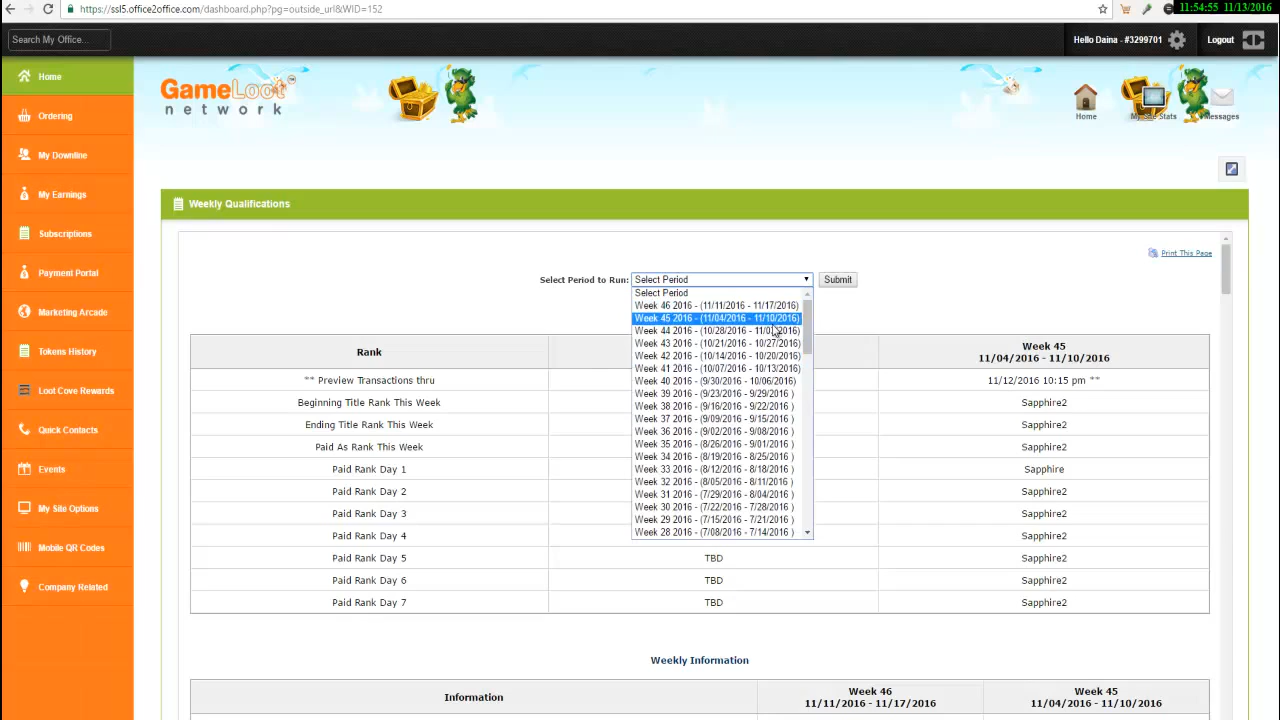 https://ssl5.office2office.com/dashboard.php?pg=outside_url&WID=152
11:54:55 11/13/2016
Search My Office...
Hello Daina - #3299701
Logout
Home
Ordering
My Downline
My Earnings
Subscriptions
Payment Portal
Marketing Arcade
Tokens History
Loot Cove Rewards
Quick Contacts
Events
My Site Options
Mobile QR Codes
Company Related
GameLoot
network
Home
My Site Stats
Messages
Weekly Qualifications
Print This Page
Select Period to Run: Select Period Submit
Select Period
Week 46 2016 - (11/11/2016 - 11/17/2016)
Week 45 2016 - (11/04/2016 - 11/10/2016)
Week 44 2016 - (10/28/2016 - 11/03/2016)
Week 43 2016 - (10/21/2016 - 10/27/2016)
Week 42 2016 - (10/14/2016 - 10/20/2016)
Week 41 2016 - (10/07/2016 - 10/13/2016)
Week 40 2016 - (9/30/2016 - 10/06/2016)
Week 39 2016 - (9/23/2016 - 9/29/2016 )
Week 38 2016 - (9/16/2016 - 9/22/2016 )
Week 37 2016 - (9/09/2016 - 9/15/2016 )
Week 36 2016 - (9/02/2016 - 9/08/2016 )
Week 35 2016 - (8/26/2016 - 9/01/2016 )
Week 34 2016 - (8/19/2016 - 8/25/2016 )
Week 33 2016 - (8/12/2016 - 8/18/2016 )
Week 32 2016 - (8/05/2016 - 8/11/2016 )
Week 31 2016 - (7/29/2016 - 8/04/2016 )
Week 30 2016 - (7/22/2016 - 7/28/2016 )
Week 29 2016 - (7/15/2016 - 7/21/2016 )
Week 28 2016 - (7/08/2016 - 7/14/2016 )
Rank
Week 45
11/04/2016 - 11/10/2016
** Preview Transactions thru 11/12/2016 10:15 pm **
Beginning Title Rank This Week Sapphire2
Ending Title Rank This Week Sapphire2
Paid As Rank This Week Sapphire2
Paid Rank Day 1 Sapphire
Paid Rank Day 2 Sapphire2
Paid Rank Day 3 Sapphire2
Paid Rank Day 4 Sapphire2
Paid Rank Day 5 TBD Sapphire2
Paid Rank Day 6 TBD Sapphire2
Paid Rank Day 7 TBD Sapphire2
Weekly Information
Information
Week 46
11/11/2016 - 11/17/2016
Week 45
11/04/2016 - 11/10/2016